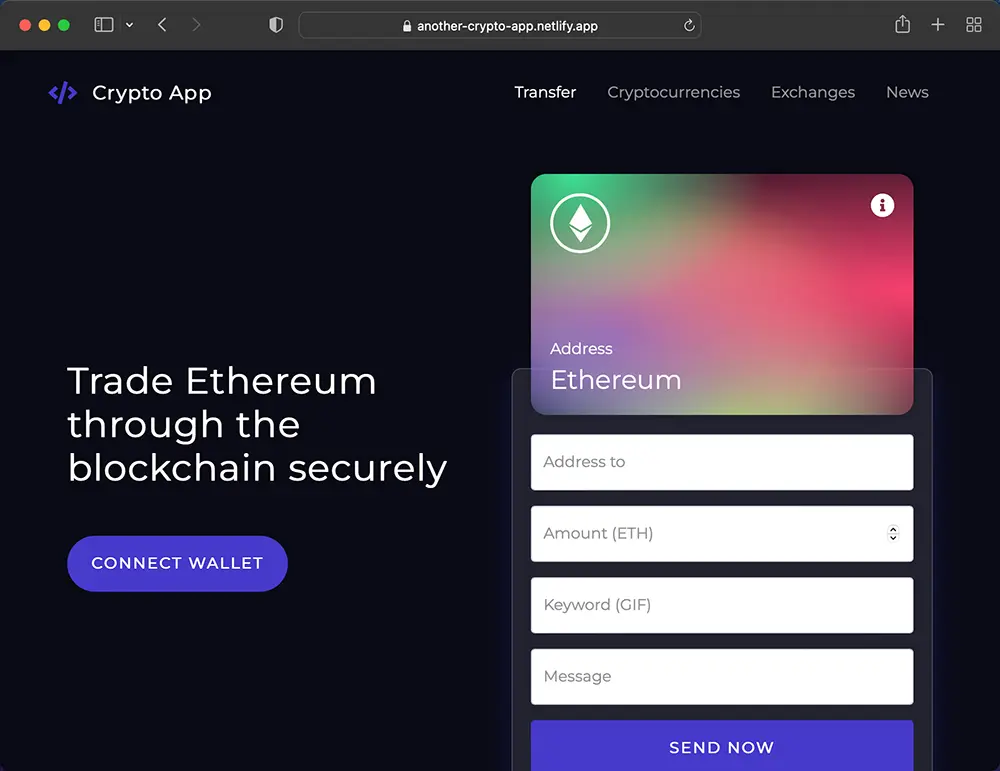 another-crypto-app.netlify.app
</> Crypto App
Transfer Cryptocurrencies Exchanges News
Trade Ethereum
through the
blockchain securely
CONNECT WALLET
Address
Ethereum
Address to
Amount (ETH)
Keyword (GIF)
Message
SEND NOW